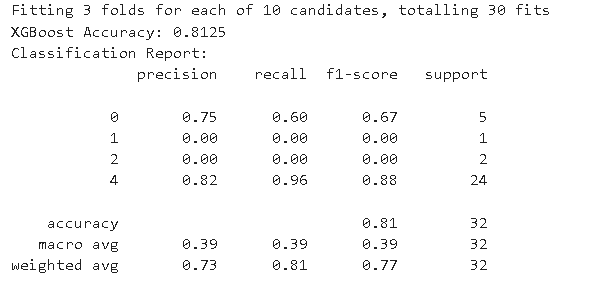 Fitting 3 folds for each of 10 candidates, totalling 30 fits
XGBoost Accuracy: 0.8125
Classification Report:
precision recall f1-score support
0 0.75 0.60 0.67 5
1 0.00 0.00 0.00 1
2 0.00 0.00 0.00 2
4 0.82 0.96 0.88 24
accuracy 0.81 32
macro avg 0.39 0.39 0.39 32
weighted avg 0.73 0.81 0.77 32